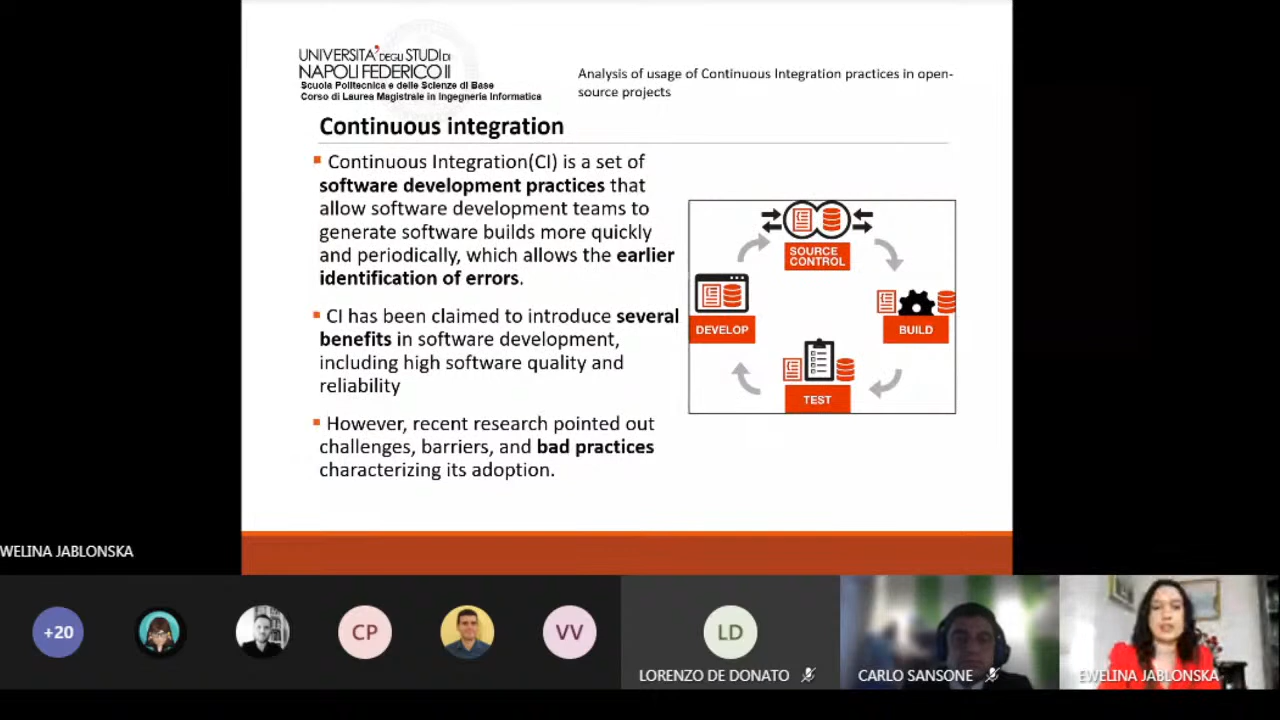 UNIVERSITA' DEGLI STUDI DI
NAPOLI FEDERICO II
Scuola Politecnica e delle Scienze di Base
Corso di Laurea Magistrale in Ingegneria Informatica
Analysis of usage of Continuous Integration practices in open-
source projects
Continuous integration
Continuous Integration(CI) is a set of
software development practices that
allow software development teams to
generate software builds more quickly
and periodically, which allows the earlier
identification of errors.
CI has been claimed to introduce several
benefits in software development,
including high software quality and
reliability
However, recent research pointed out
challenges, barriers, and bad practices
characterizing its adoption.
SOURCE
CONTROL
DEVELOP
BUILD
TEST
WELINA JABLONSKA
+20
CP
VV
LD
LORENZO DE DONATO
CARLO SANSONE
EWELINA JABLONSKA